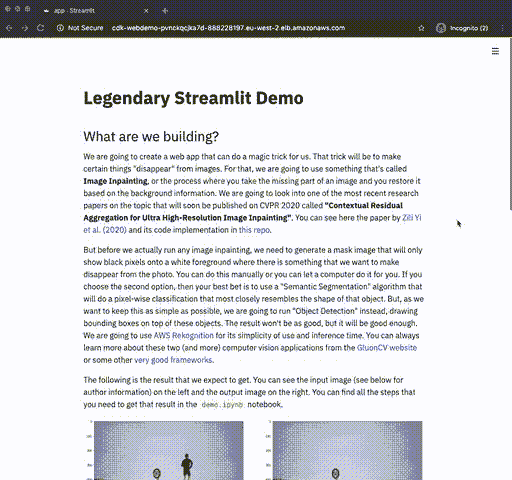 app · Streamlit
Not Secure
cdk-webdemo-pvnckqcjka7d-888228197.eu-west-2.elb.amazonaws.com
Incognito (2)
Legendary Streamlit Demo
What are we building?
We are going to create a web app that can do a magic trick for us. That trick will be to make
certain things "disappear" from images. For that, we are going to use something that's called
Image Inpainting, or the process where you take the missing part of an image and you restore it
based on the background information. We are going to look into one of the most recent research
papers on the topic that will soon be published on CVPR 2020 called "Contextual Residual
Aggregation for Ultra High-Resolution Image Inpainting". You can see here the paper by Zili Yi
et al. (2020) and its code implementation in this repo.
But before we actually run any image inpainting, we need to generate a mask image that will only
show black pixels onto a white foreground where there is something that we want to make
disappear from the photo. You can do this manually or you can let a computer do it for you. If you
choose the second option, then your best bet is to use a "Semantic Segmentation" algorithm that
will do a pixel-wise classification that most closely resembles the shape of that object. But, as we
want to keep this as simple as possible, we are going to run "Object Detection" instead, drawing
bounding boxes on top of these objects. The result won't be as good, but it will be good enough.
We are going to use AWS Rekognition for its simplicity of use and inference time. You can always
learn more about these two (and more) computer vision applications from the GluonCV website
or some other very good frameworks.
The following is the result that we expect to get. You can see the input image (see below for
author information) on the left and the output image on the right. You can find all the steps that
you need to get that result in the demo.ipynb notebook.